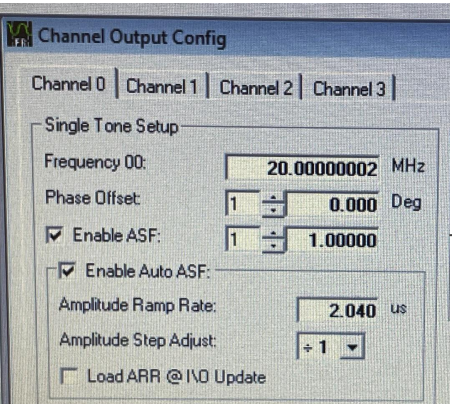 Channel Output Config
Channel 0 Channel 1 Channel 2 Channel 3
Single Tone Setup
Frequency 00: 20.00000002 MHz
Phase Offset: 1 0.000 Deg
Enable ASF: 1 1.00000
Enable Auto ASF:
Amplitude Ramp Rate: 2.040 us
Amplitude Step Adjust: ÷ 1
Load ARR @ I\O Update